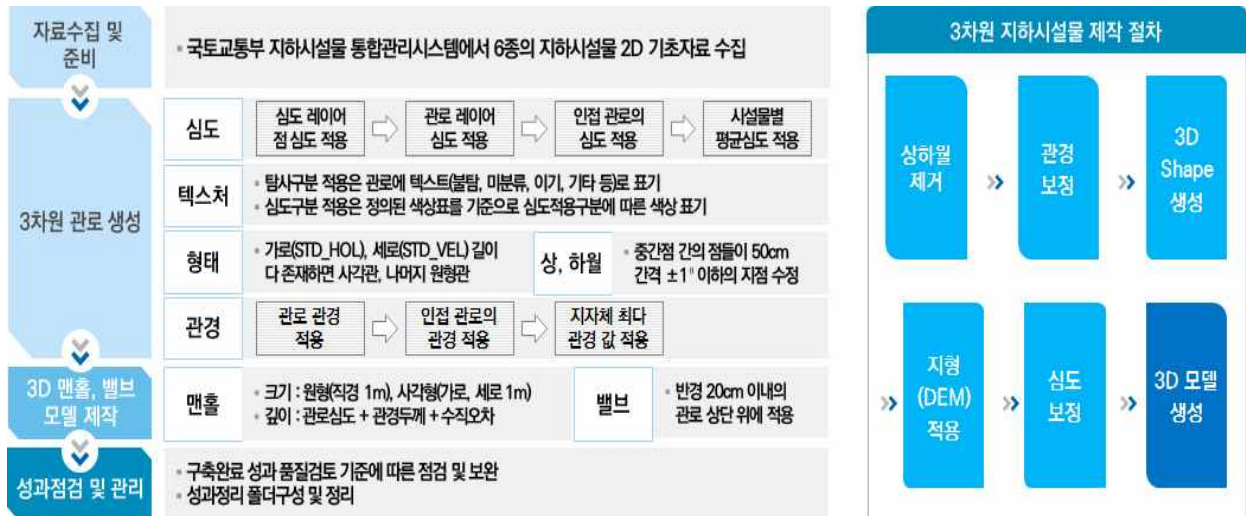 자료수집 및
준비
▪ 국토교통부 지하시설물 통합관리시스템에서 6종의 지하시설물 2D 기초자료 수집
3차원 관로 생성
심도
심도 레이어
점 심도 적용
관로 레이어
심도 적용
인접 관로의
심도 적용
시설물별
평균심도 적용
텍스처
▪ 탐사구분 적용은 관로에 텍스트(불탐, 미분류, 이기, 기타 등)로 표기
▪ 심도구분 적용은 정의된 색상표를 기준으로 심도적용구분에 따른 색상 표기
형태
▪ 가로(STD_HOL), 세로(STD_VEL) 길이
다 존재하면 사각관, 나머지 원형관
상, 하월
▪ 중간점 간의 점들이 50cm
간격 ±1° 이하의 지점 수정
관경
관로 관경
적용
인접 관로의
관경 적용
지자체 최다
관경 값 적용
3D 맨홀, 밸브
모델 제작
맨홀
▪ 크기 : 원형(직경 1m), 사각형(가로, 세로 1m)
▪ 깊이 : 관로심도 + 관경두께 + 수직오차
밸브
▪ 반경 20cm 이내의
관로 상단 위에 적용
성과점검 및 관리
▪ 구축완료 성과 품질검토 기준에 따른 점검 및 보완
▪ 성과정리 폴더구성 및 정리
3차원 지하시설물 제작 절차
상하월
제거
관경
보정
3D
Shape
생성
지형
(DEM)
적용
심도
보정
3D 모델
생성